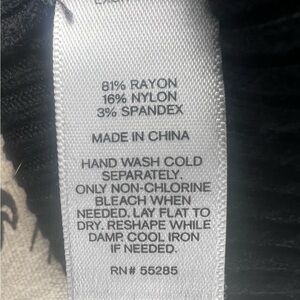 81% RAYON
16% NYLON
3% SPANDEX
MADE IN CHINA
HAND WASH COLD
SEPARATELY.
ONLY NON-CHLORINE
BLEACH WHEN
NEEDED. LAY FLAT TO
DRY. RESHAPE WHILE
DAMP. COOL IRON
IF NEEDED.
RN# 55285